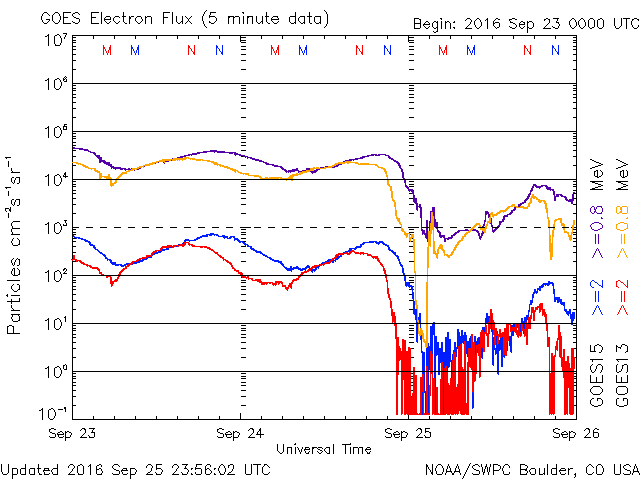 GOES Electron Flux (5 minute data)
Begin: 2016 Sep 23 0000 UTC
10⁷
10⁶
10⁵
10⁴
10³
10²
10¹
10⁰
10⁻¹
M M N N M M N N M M N N
Particles cm⁻²s⁻¹sr⁻¹
Sep 23 Sep 24 Sep 25 Sep 26
Universal Time
GOES15 >=2 >=0.8 MeV
GOES13 >=2 >=0.8 MeV
Updated 2016 Sep 25 23:56:02 UTC
NOAA/SWPC Boulder, CO USA